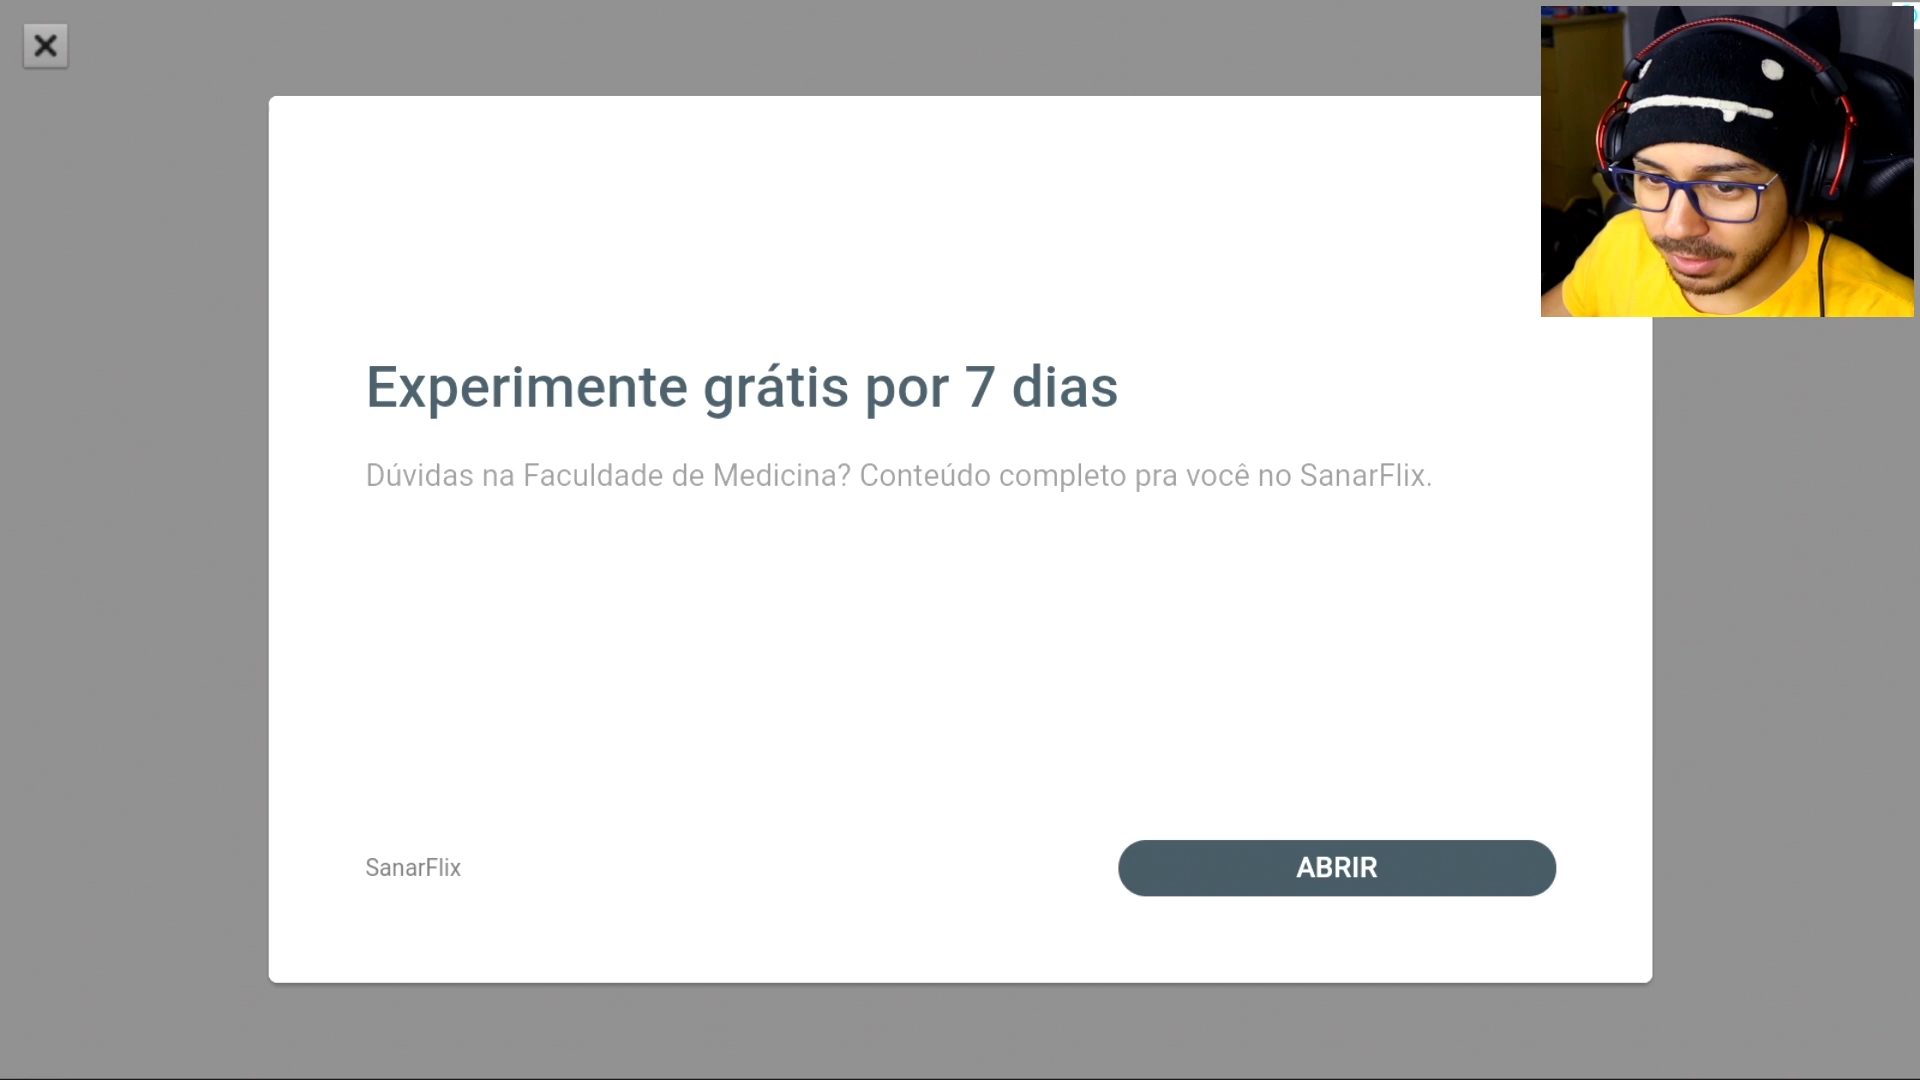 Experimente grátis por 7 dias
Dúvidas na Faculdade de Medicina? Conteúdo completo pra você no SanarFlix.
SanarFlix
ABRIR